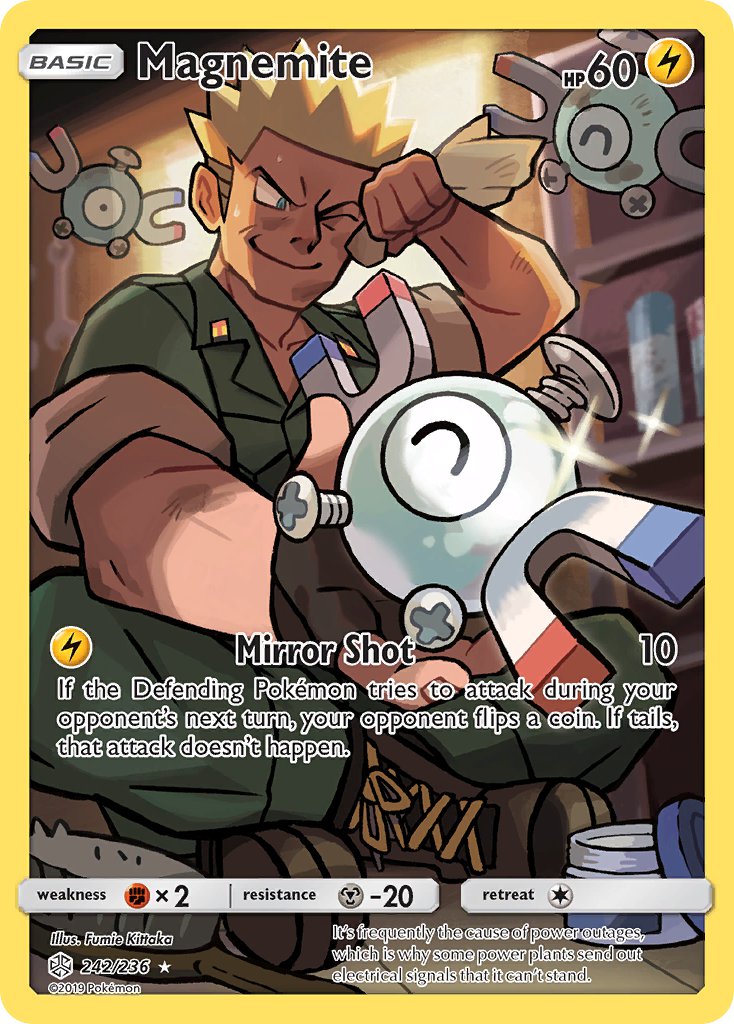 BASIC Magnemite HP60
Mirror Shot 10
If the Defending Pokémon tries to attack during your
opponent's next turn, your opponent flips a coin. If tails,
that attack doesn't happen.
weakness ×2 resistance -20 retreat
Illus. Fumie Kittaka
242/236
©2019 Pokémon
It's frequently the cause of power outages,
which is why some power plants send out
electrical signals that it can't stand.